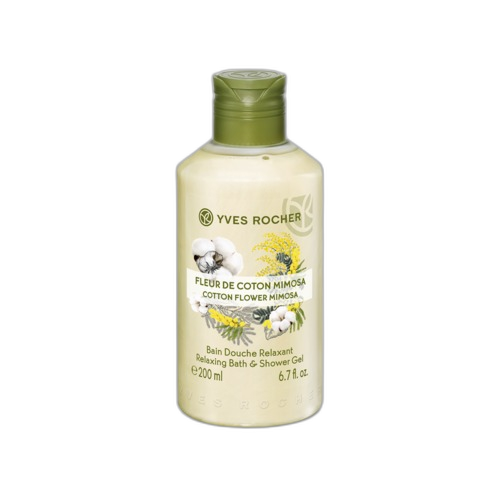 YVES ROCHER
FLEUR DE COTON MIMOSA
COTTON FLOWER MIMOSA
Bain Douche Relaxant
Relaxing Bath & Shower Gel
℮200 ml 6.7 fl. oz.
YVES ROCHER